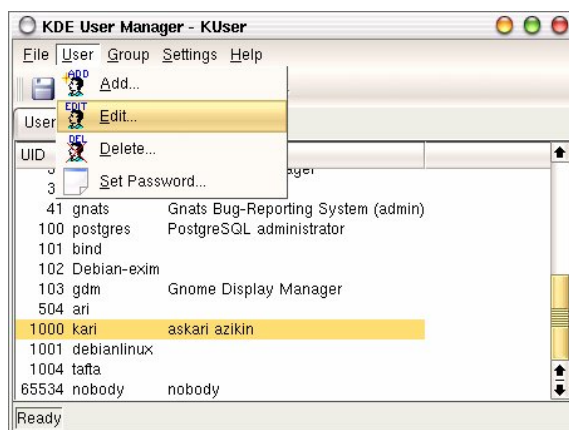 KDE User Manager - KUser
File User Group Settings Help
ADD Add...
EDIT Edit...
DEL Delete...
Set Password...
User
UID
41 gnats Gnats Bug-Reporting System (admin)
100 postgres PostgreSQL administrator
101 bind
102 Debian-exim
103 gdm Gnome Display Manager
504 ari
1000 kari askari azikin
1001 debianlinux
1004 tafta
65534 nobody nobody
Ready